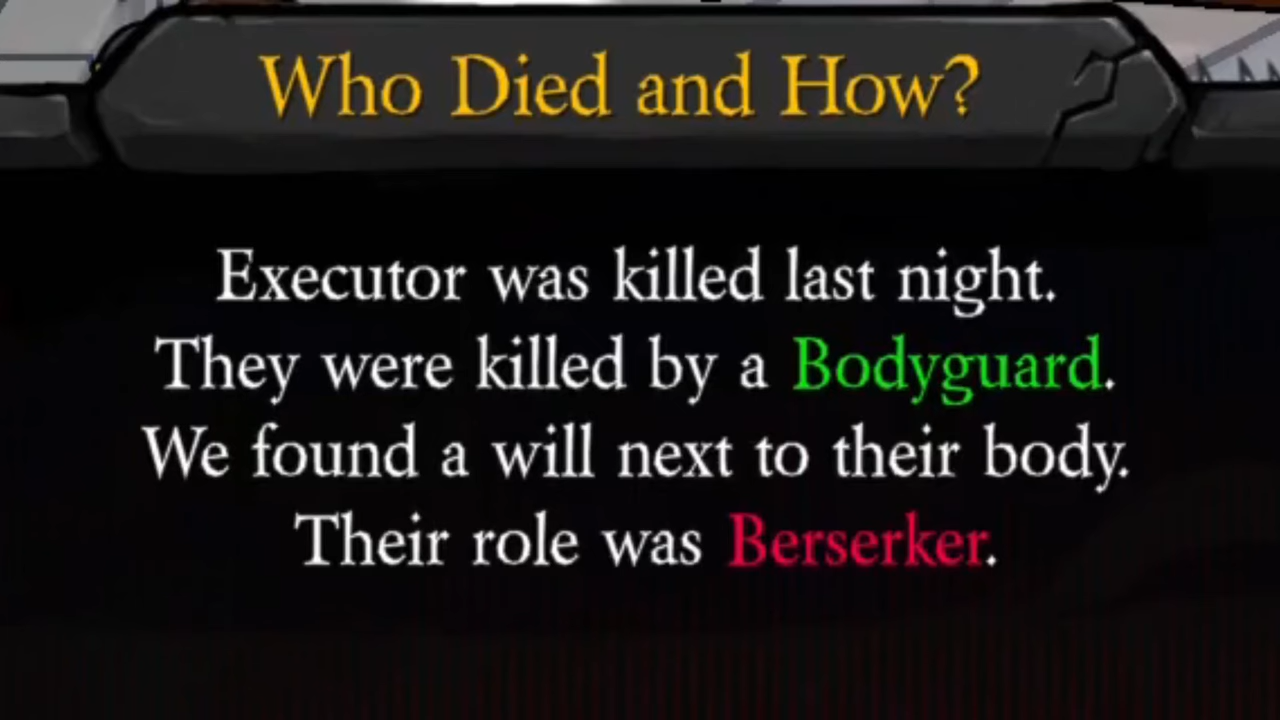 Who Died and How?
Executor was killed last night.
They were killed by a Bodyguard.
We found a will next to their body.
Their role was Berserker.